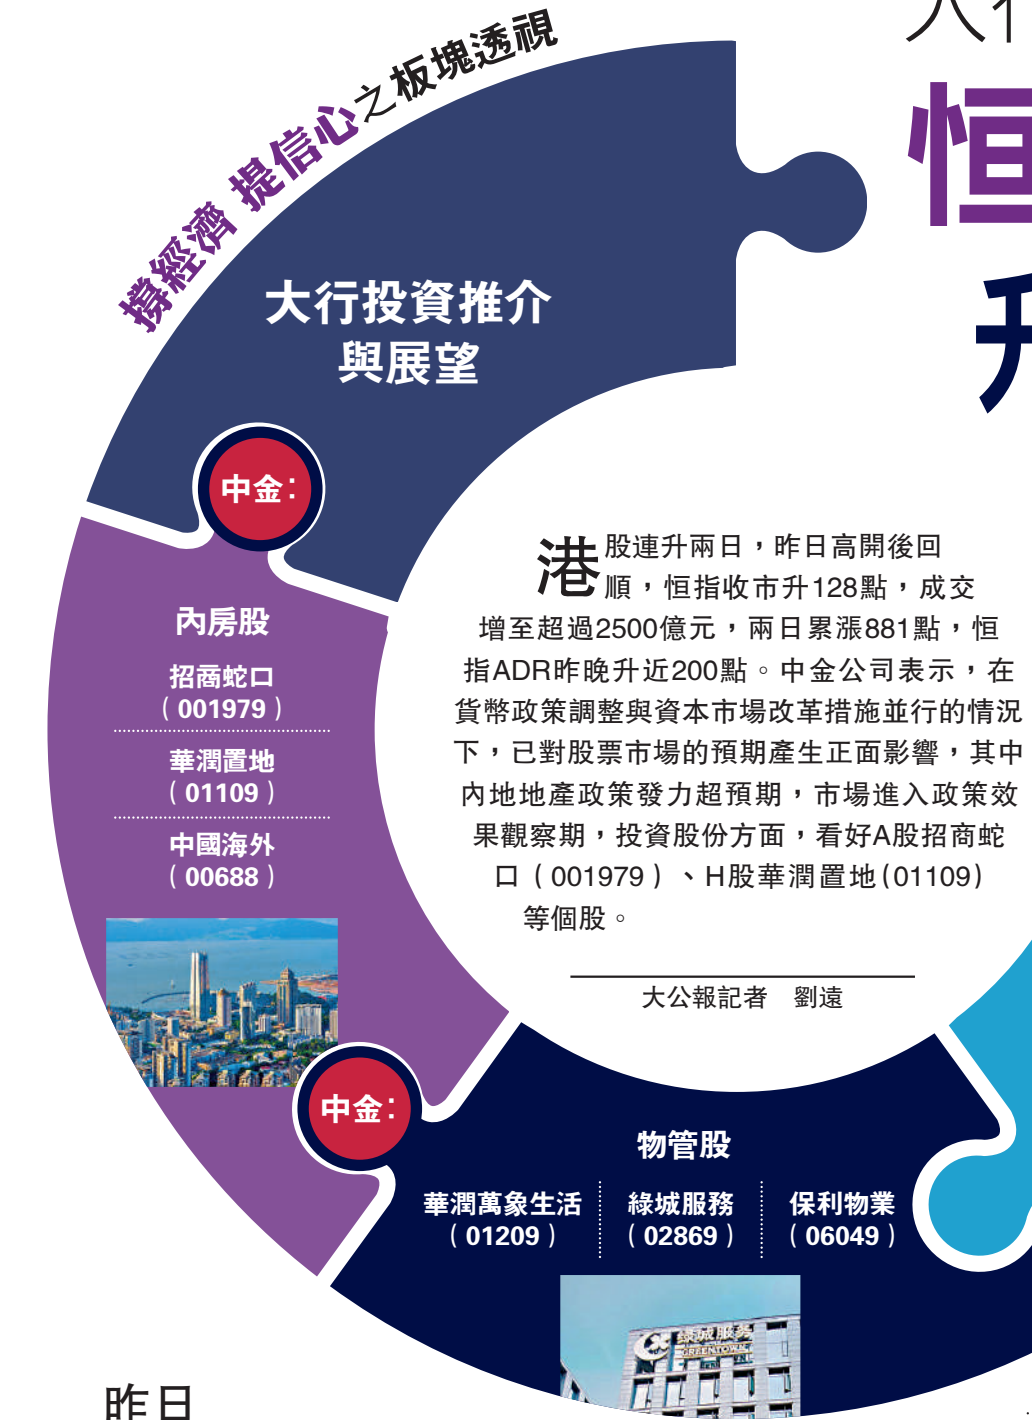 撐經濟 提信心之板塊透視
恒
升
大行投資推介
與展望
中金：
內房股
招商蛇口
（001979）
華潤置地
（01109）
中國海外
（00688）
港股連升兩日，昨日高開後回
順，恒指收市升128點，成交
增至超過2500億元，兩日累漲881點，恒
指ADR昨晚升近200點。中金公司表示，在
貨幣政策調整與資本市場改革措施並行的情況
下，已對股票市場的預期產生正面影響，其中
內地地產政策發力超預期，市場進入政策效
果觀察期，投資股份方面，看好A股招商蛇
口（001979）、H股華潤置地(01109)
等個股。
大公報記者　劉遠
中金：
物管股
華潤萬象生活
（01209）
綠城服務
（02869）
保利物業
（06049）
绿城服务
GREENTOWN
昨日